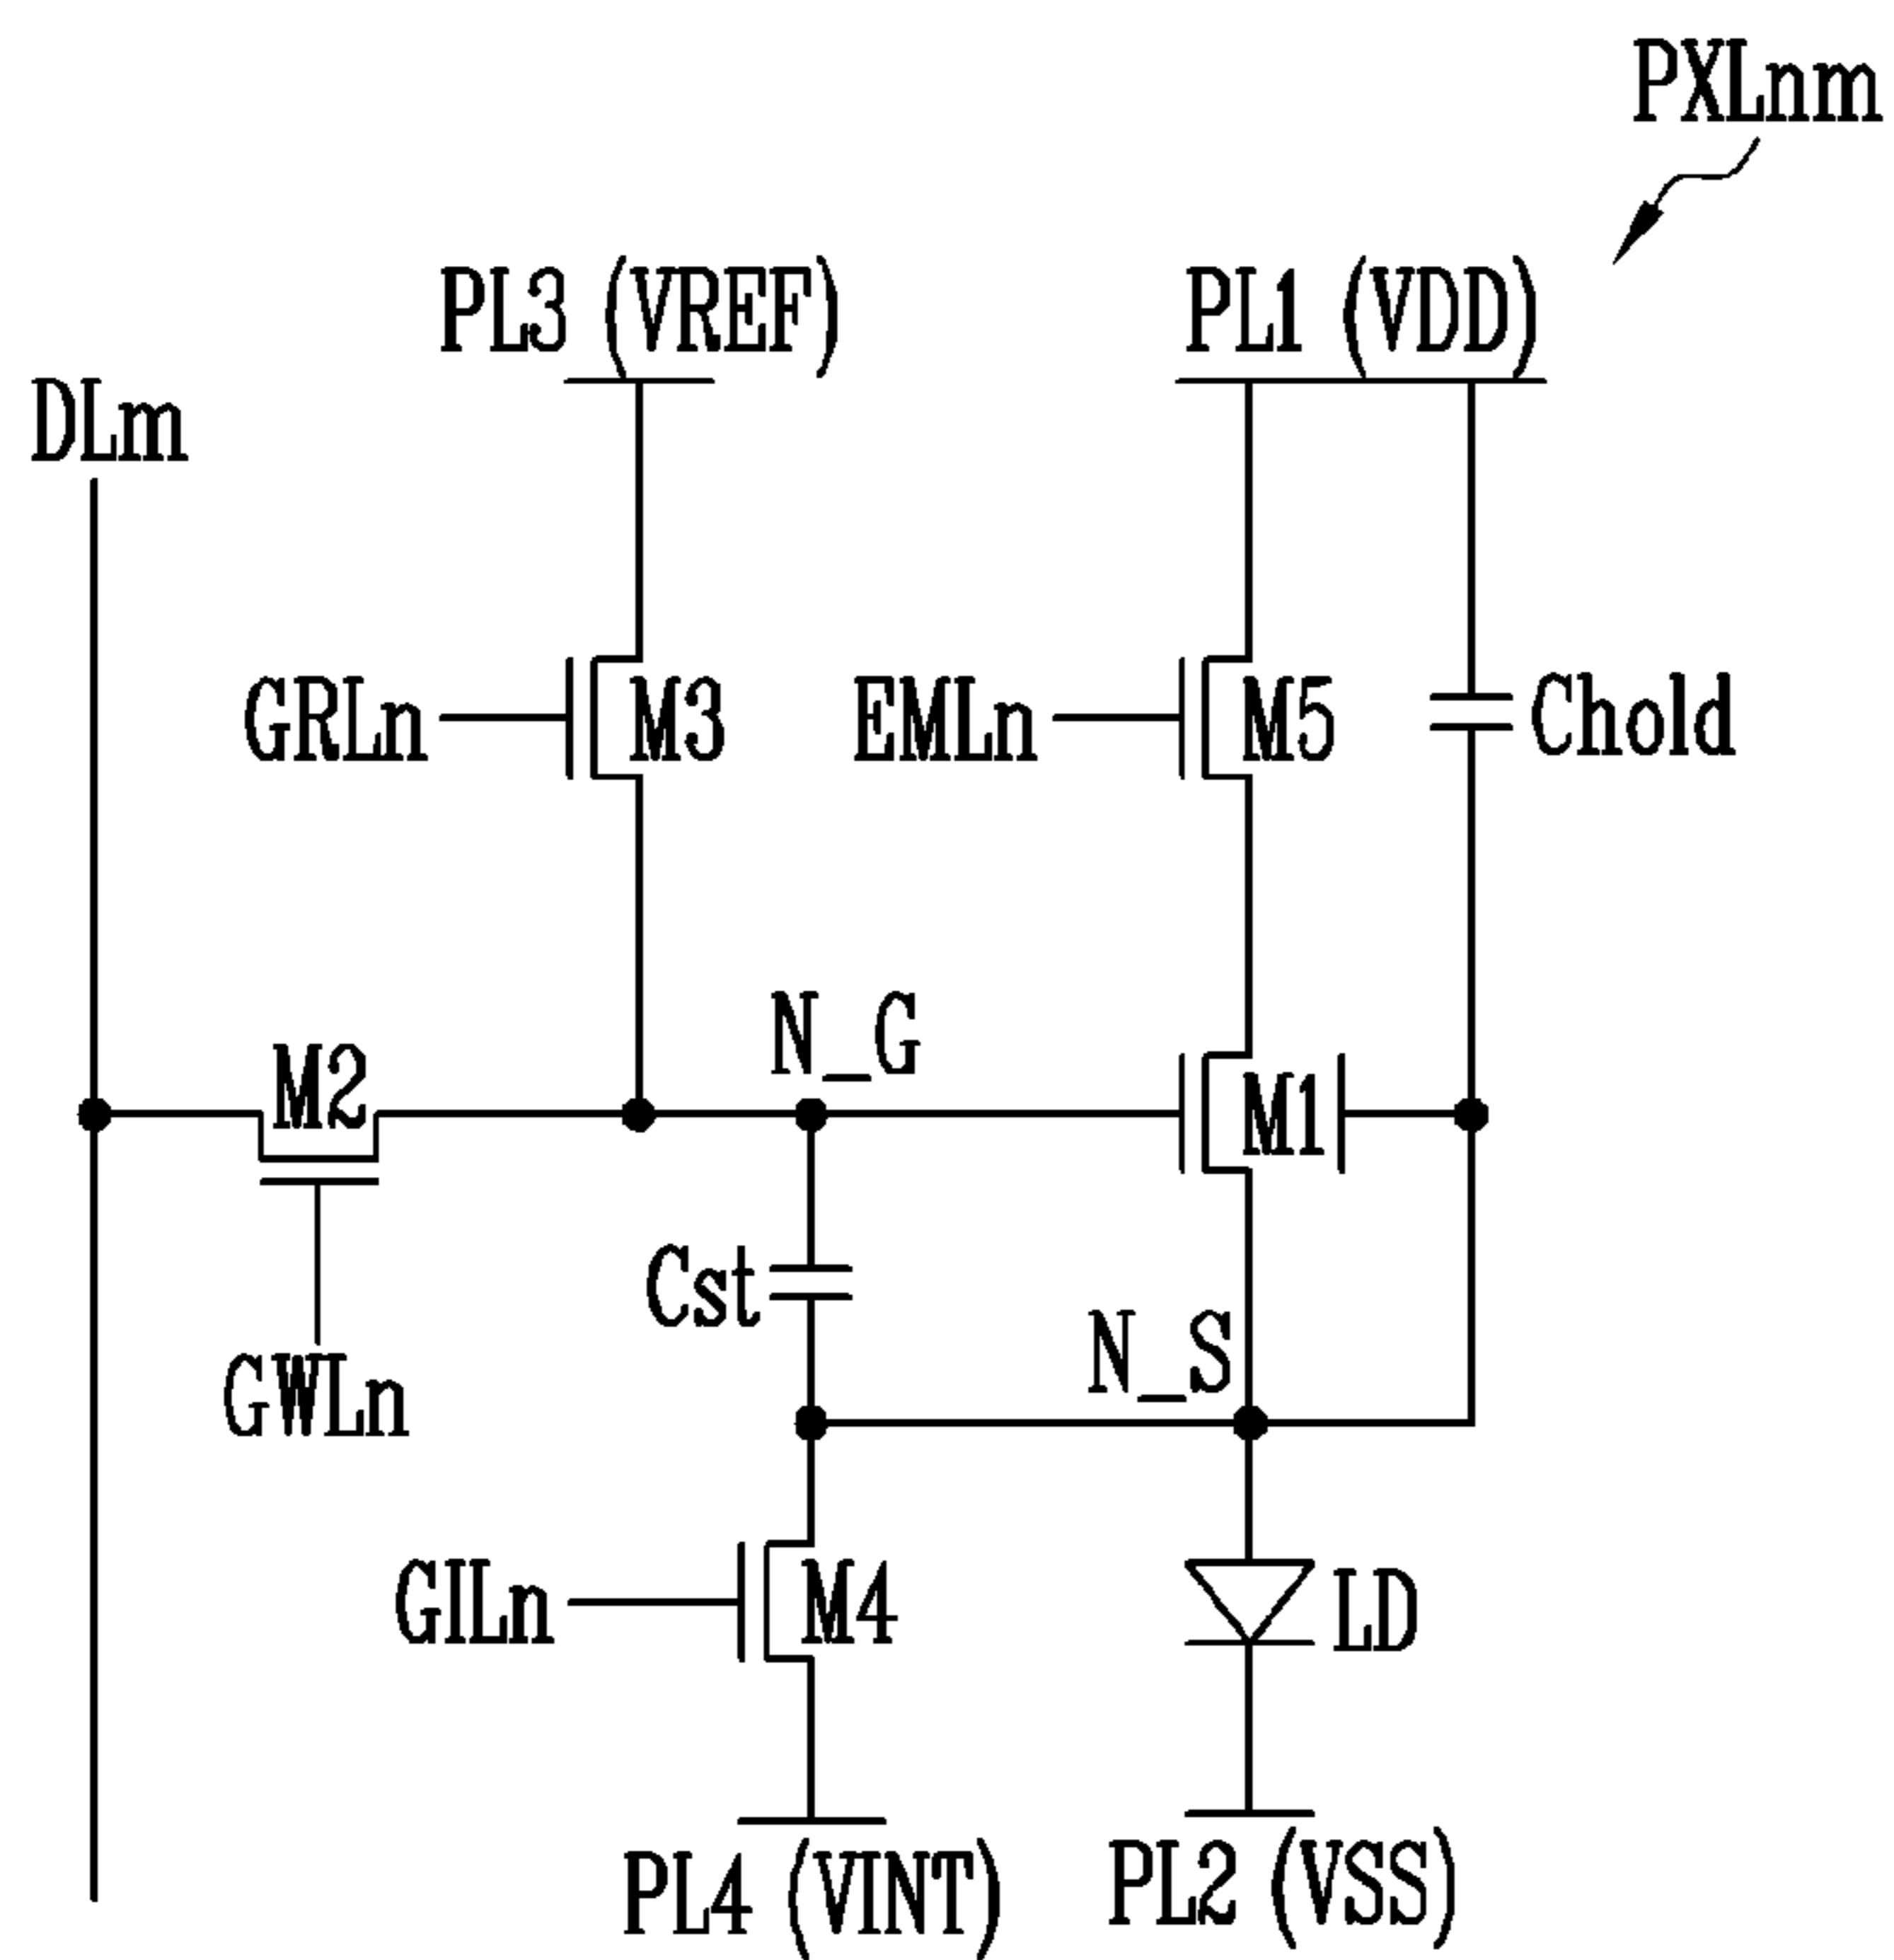 PXLnm
PL3 (VREF)
PL1 (VDD)
DLm
GRLn
M3
EMLn
M5
Chold
N_G
M2
M1
Cst
N_S
GWLn
GILn
M4
LD
PL4 (VINT)
PL2 (VSS)